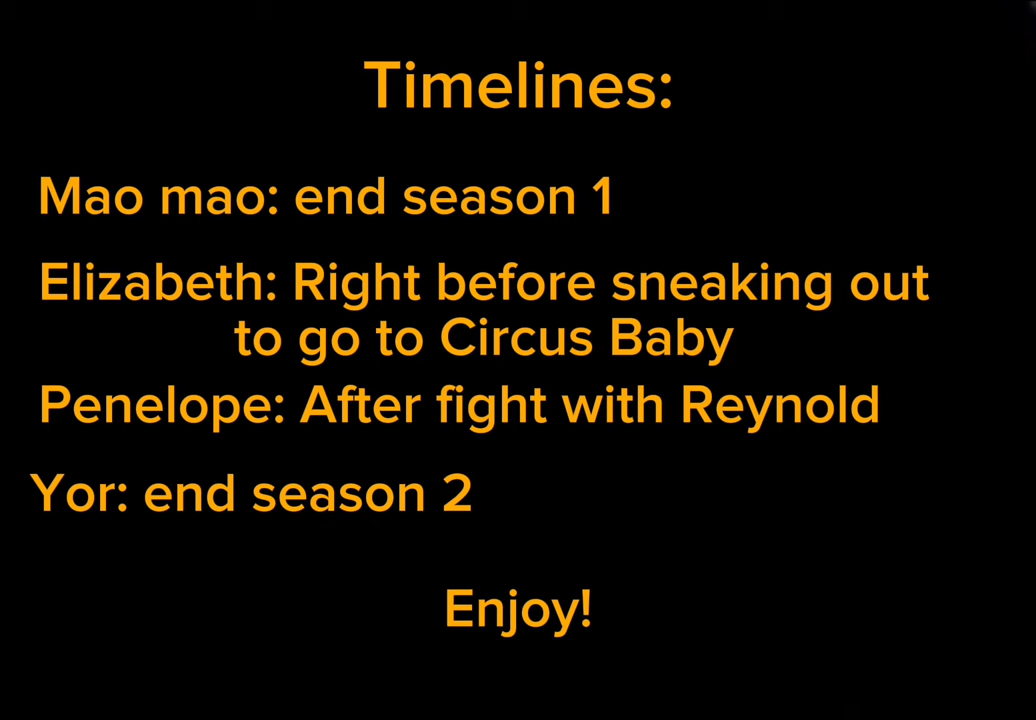 Timelines:
Mao mao: end season 1
Elizabeth: Right before sneaking out
to go to Circus Baby
Penelope: After fight with Reynold
Yor: end season 2
Enjoy!